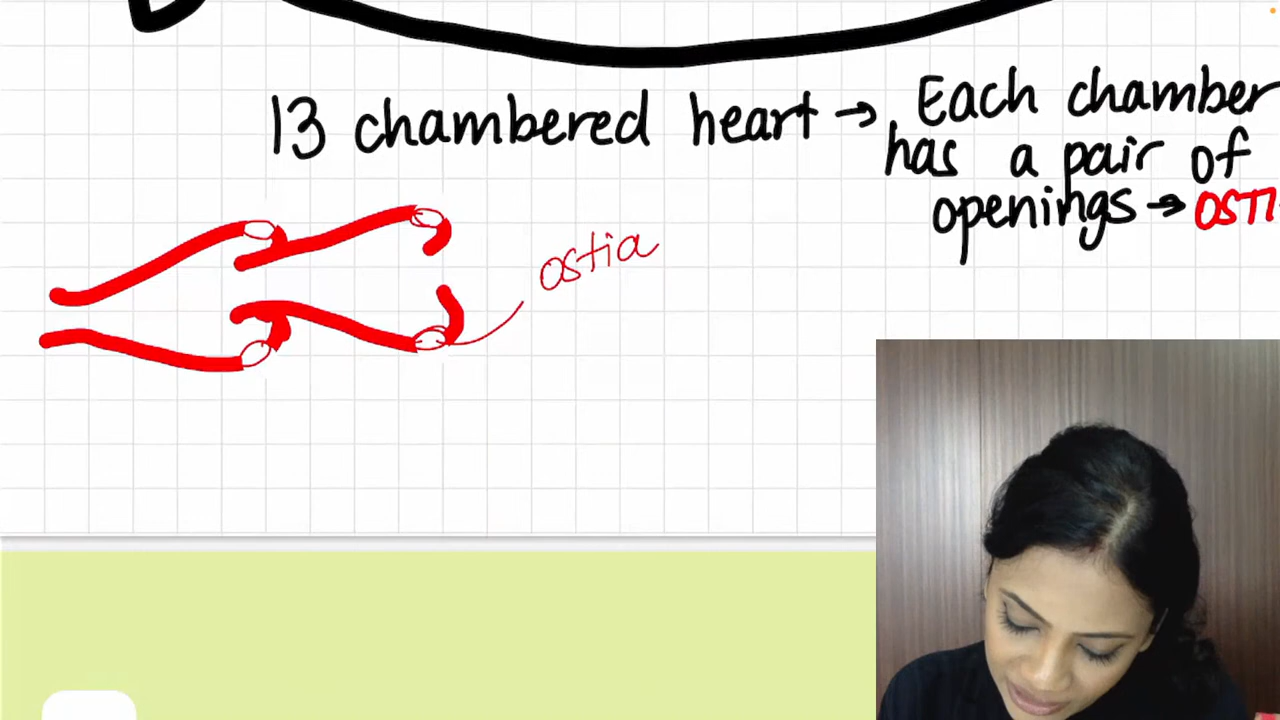 13 chambered heart → Each chamber
has a pair of
openings → OSTI
ostia